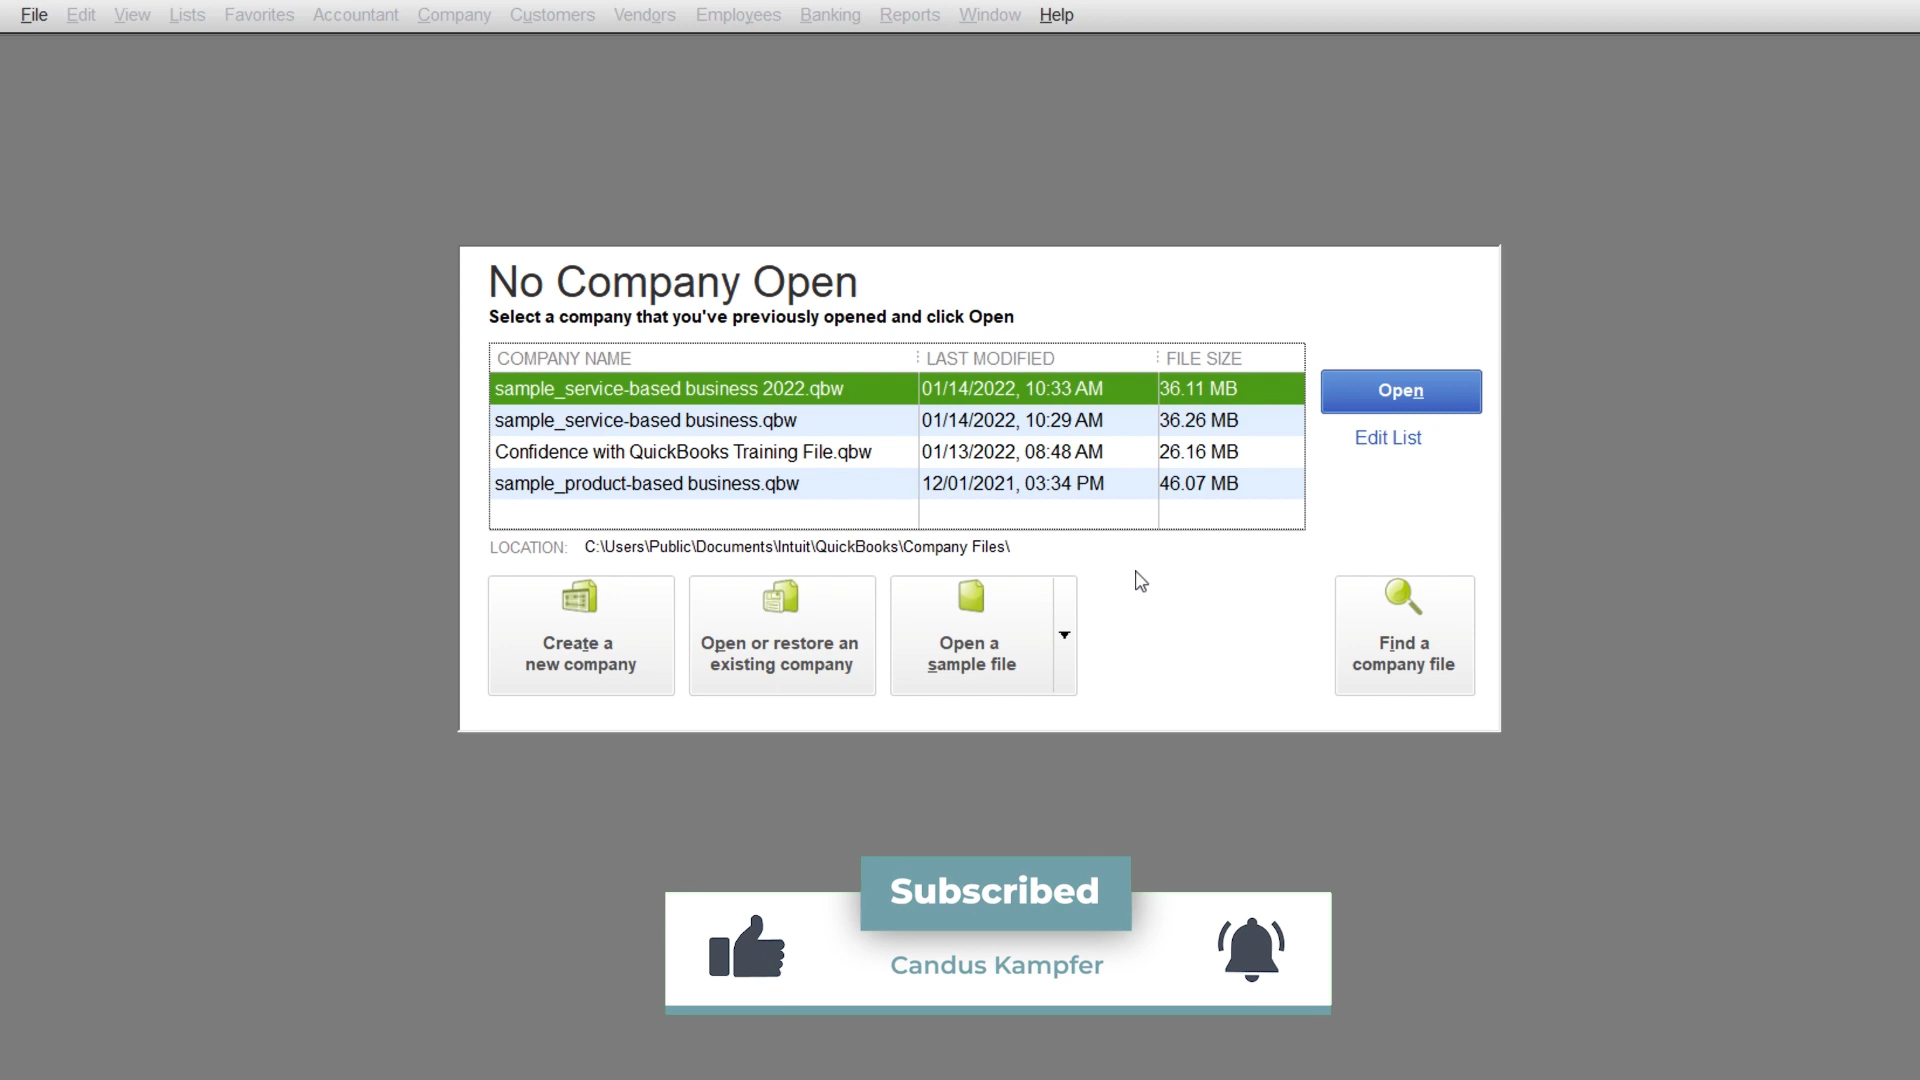 File Edit View Lists Favorites Accountant Company Customers Vendors Employees Banking Reports Window Help
No Company Open
Select a company that you've previously opened and click Open
COMPANY NAME LAST MODIFIED FILE SIZE
sample_service-based business 2022.qbw 01/14/2022, 10:33 AM 36.11 MB
Open
sample_service-based business.qbw 01/14/2022, 10:29 AM 36.26 MB
Edit List
Confidence with QuickBooks Training File.qbw 01/13/2022, 08:48 AM 26.16 MB
sample_product-based business.qbw 12/01/2021, 03:34 PM 46.07 MB
LOCATION: C:\Users\Public\Documents\Intuit\QuickBooks\Company Files\
Create a
new company
Open or restore an
existing company
Open a
sample file
Find a
company file
Subscribed
Candus Kampfer